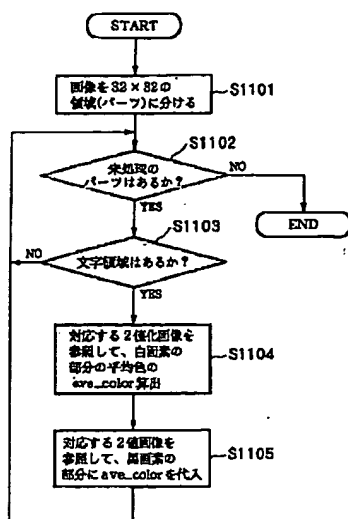 START
画像を32×32の
領域(パーツ)に分ける
S1101
S1102
未処理の
パーツはあるか?
NO
YES
END
S1103
NO
文字領域はあるか?
YES
対応する2値化画像を
参照して、白画素の
部分の平均色の
ave_color算出
S1104
対応する2値画像を
参照して、黒画素の
部分にave_colorを代入
S1105